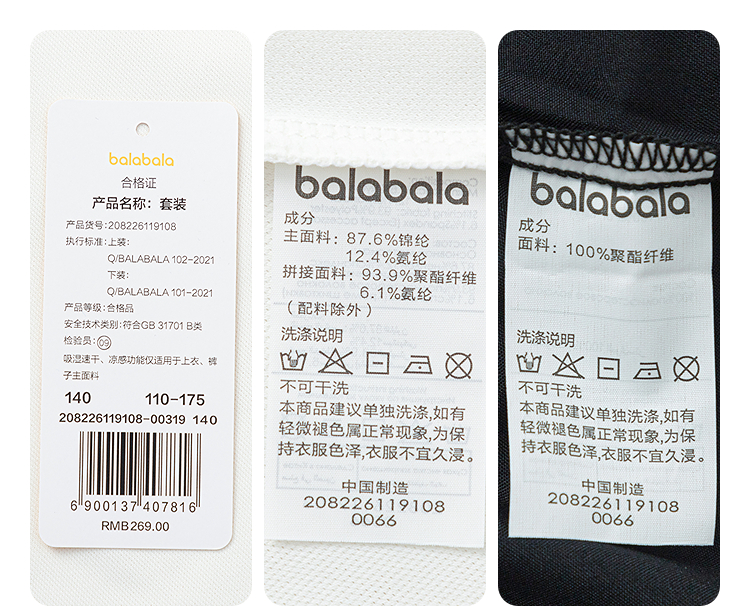 balabala
合格证
产品名称：套装
产品货号：208226119108
执行标准：上装：
Q/BALABALA 102-2021
下装：
Q/BALABALA 101-2021
产品等级：合格品
安全技术类别：符合GB 31701 B类
检验员：09
吸湿速干、凉感功能仅适用于上衣、裤
子主面料
140 110-175
208226119108-00319 140
6 900137 407816
RMB269.00
balabala
成分
主面料：87.6%锦纶
12.4%氨纶
拼接面料：93.9%聚酯纤维
6.1%氨纶
（配料除外）
洗涤说明
不可干洗
本商品建议单独洗涤,如有
轻微褪色属正常现象,为保
持衣服色泽,衣服不宜久浸。
中国制造
208226119108
0066
balabala
成分
面料：100%聚酯纤维
洗涤说明
不可干洗
本商品建议单独洗涤,如有
轻微褪色属正常现象,为保
持衣服色泽,衣服不宜久浸。
中国制造
208226119108
0066